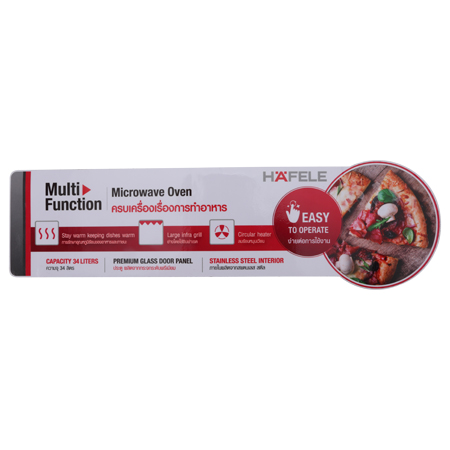 HÄFELE
Multi
Function
Microwave Oven
ครบเครื่องเรื่องการทำอาหาร
EASY
TO OPERATE
ง่ายต่อการใช้งาน
Stay warm keeping dishes warm
Large infra grill
Circular heater
CAPACITY 34 LITERS
ความจุ 34 ลิตร
PREMIUM GLASS DOOR PANEL
STAINLESS STEEL INTERIOR